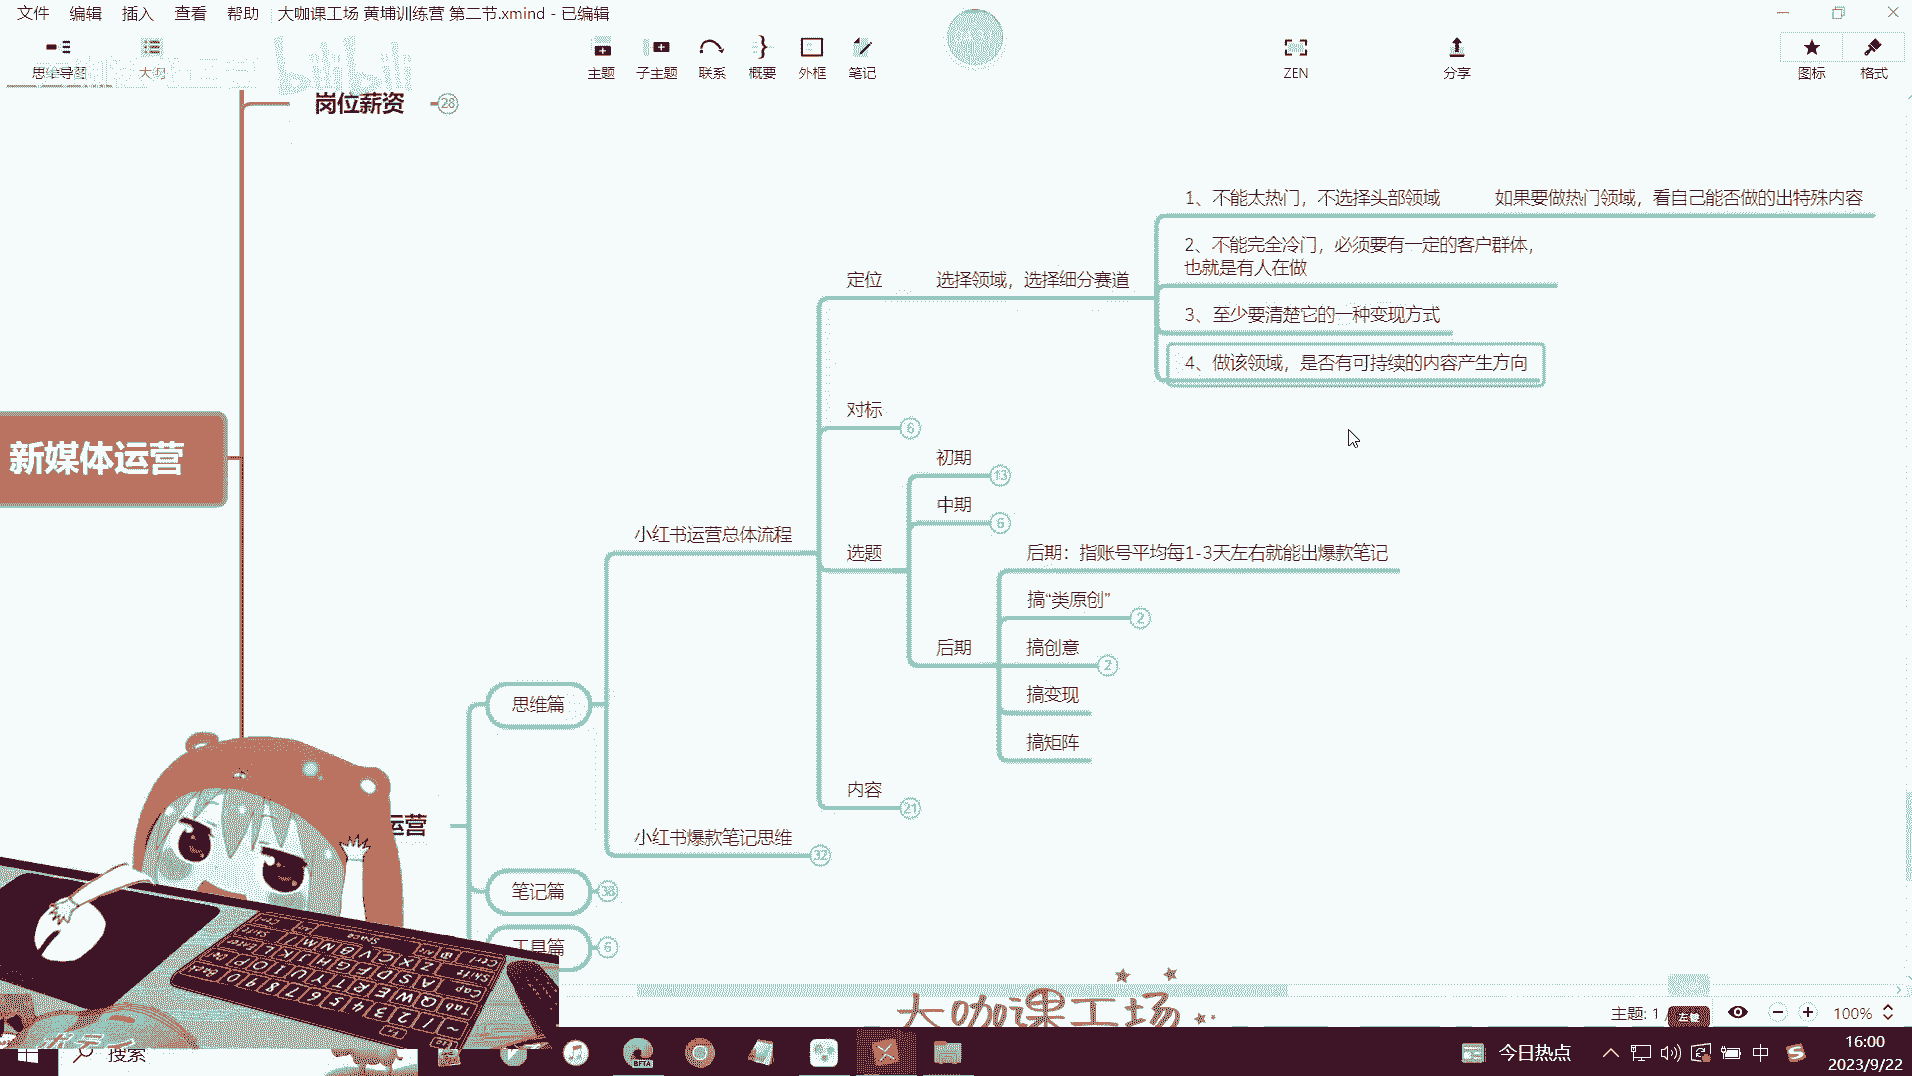 文件 编辑 插入 查看 帮助 大咖课工场 黄埔训练营 第二节.xmind - 已编辑
思维导图 大纲 主题 子主题 联系 概要 外框 笔记 ZEN 分享 图标 格式
bilibili
岗位薪资 28
1、不能太热门，不选择头部领域 如果要做热门领域，看自己能否做的出特殊内容
2、不能完全冷门，必须要有一定的客户群体，
也就是有人在做
定位 选择领域，选择细分赛道
3、至少要清楚它的一种变现方式
4、做该领域，是否有可持续的内容产生方向
对标 6
新媒体运营
初期 13
中期 6
小红书运营总体流程
选题
后期：指账号平均每1-3天左右就能出爆款笔记
搞“类原创” 2
后期
搞创意 2
搞变现
搞矩阵
思维篇
内容 21
运营
小红书爆款笔记思维 32
笔记篇 38
工具篇 6
大咖课工场
主题: 1 /
100%
搜索
BETA
今日热点
中
16:00
2023/9/22